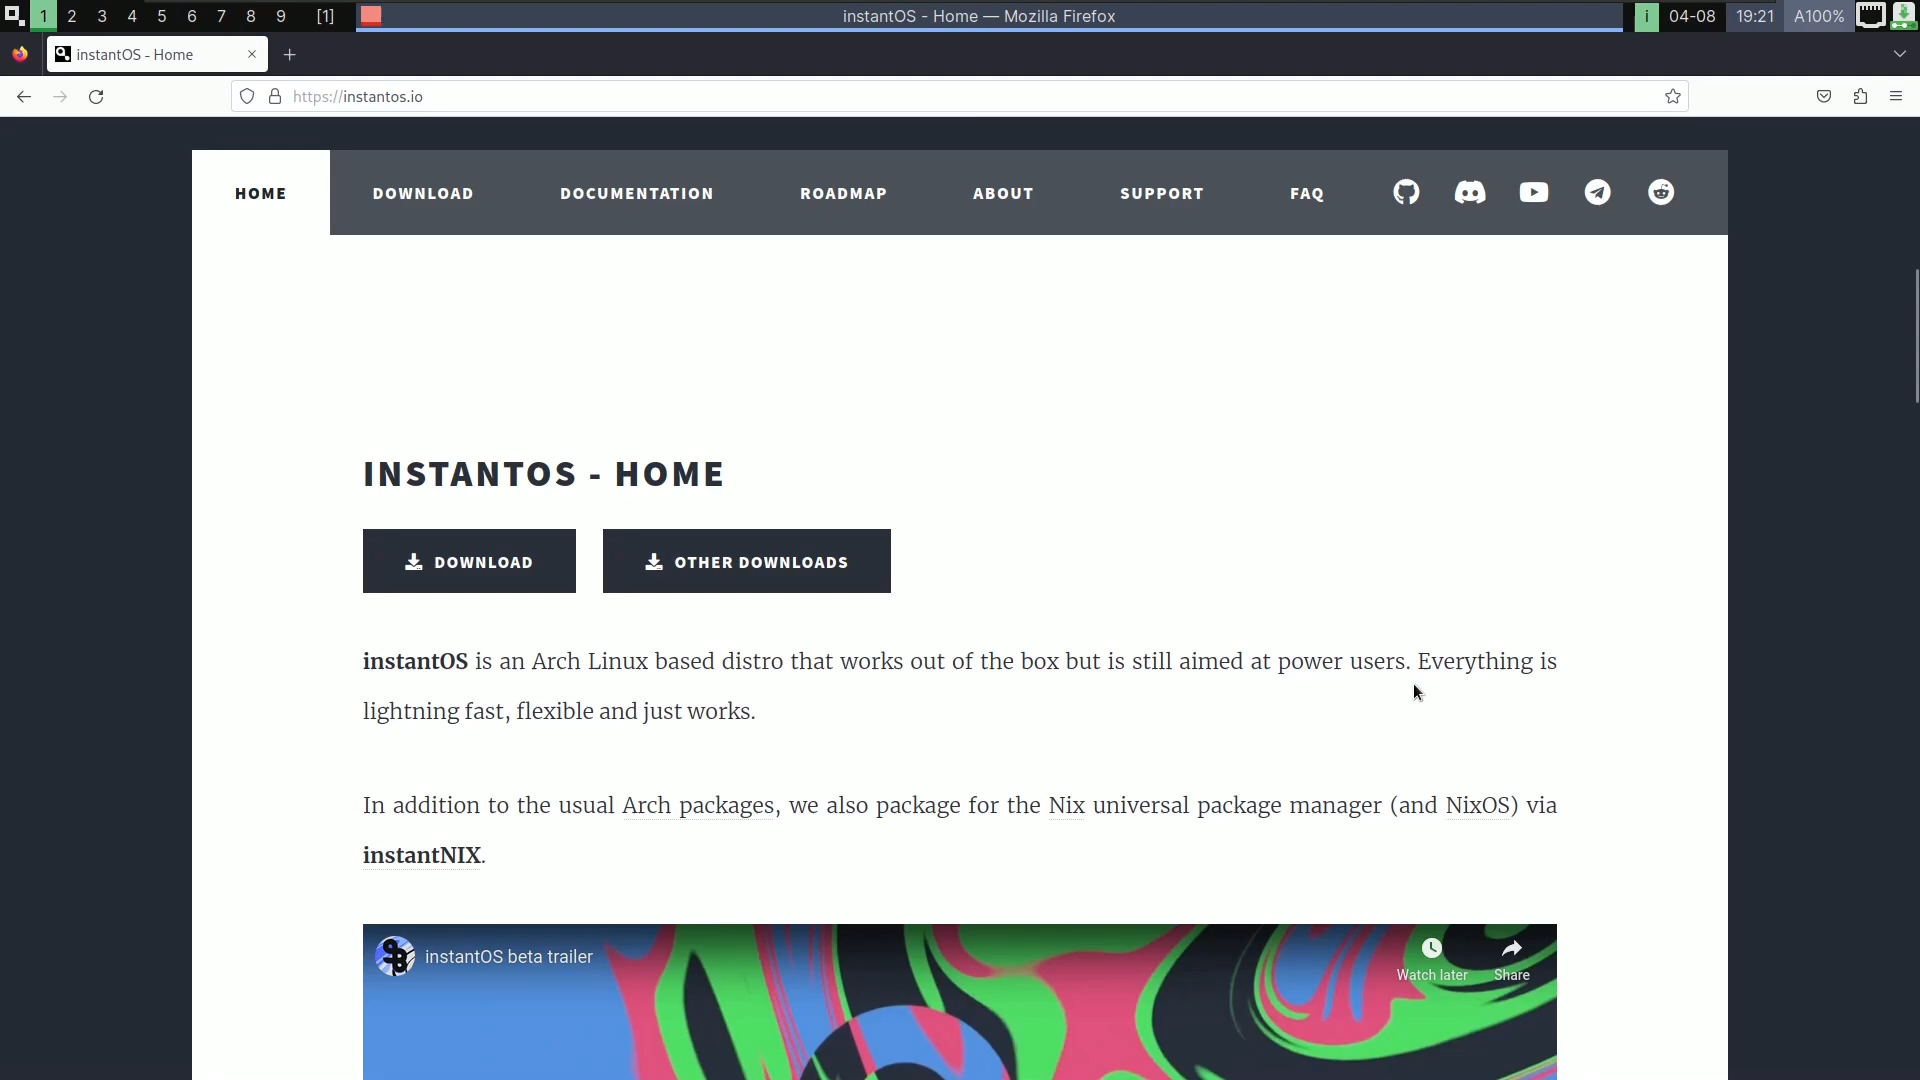 1 2 3 4 5 6 7 8 9 [1] instantOS - Home — Mozilla Firefox i 04-08 19:21 A100%
instantOS - Home
https://instantos.io
HOME DOWNLOAD DOCUMENTATION ROADMAP ABOUT SUPPORT FAQ
INSTANTOS - HOME
DOWNLOAD OTHER DOWNLOADS
instantOS is an Arch Linux based distro that works out of the box but is still aimed at power users. Everything is
lightning fast, flexible and just works.
In addition to the usual Arch packages, we also package for the Nix universal package manager (and NixOS) via
instantNIX.
instantOS beta trailer
Watch later Share